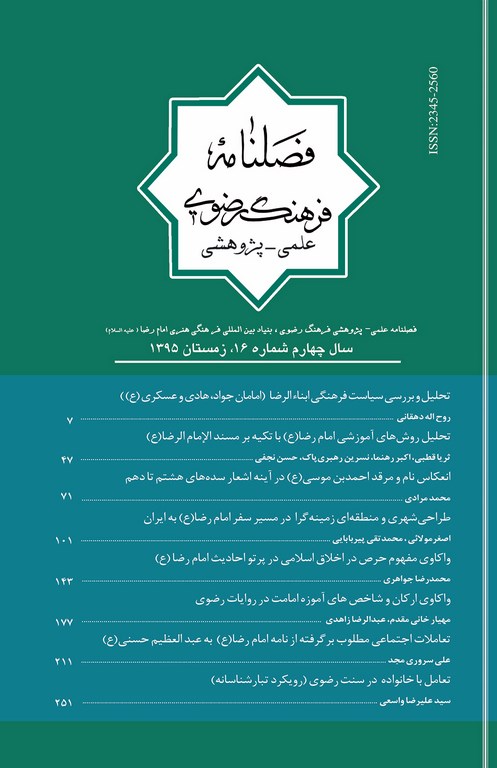 ISSN:2345-2560
فصلنامهٔ
فرهنگ رضوی
علمی - پژوهشی
فصلنامه علمی - پژوهشی فرهنگ رضوی ، بنیاد بین المللی فرهنگی هنری امام رضا (علیه السلام)
سال چهارم شماره ۱۶، زمستان ۱۳۹۵
تحلیل و بررسی سیاست فرهنگی ابناء الرضا (امامان جواد، هادی و عسکری (ع))
روح اله دهقانی ۷
تحلیل روش‌های آموزشی امام رضا(ع) با تکیه بر مسند الإمام الرضا(ع)
ثریا قطبی، اکبر رهنما، نسرین رهبری پاک، حسن نجفی ۴۷
انعکاس نام و مرقد احمدبن موسی(ع) در آینه اشعار سده‌های هشتم تا دهم
محمد مرادی ۷۱
طراحی شهری و منطقه‌ای زمینه گرا در مسیر سفر امام رضا(ع) به ایران
اصغر مولائی ، محمد تقی پیربابایی ۱۰۱
واکاوی مفهوم حرص در اخلاق اسلامی در پرتو احادیث امام رضا (ع)
محمدرضا جواهری ۱۴۳
واکاوی ارکان و شاخص های آموزه امامت در روایات رضوی
مهیار خانی مقدم، عبدالرضا زاهدی ۱۷۷
تعاملات اجتماعی مطلوب برگرفته از نامه امام رضا(ع) به عبد العظیم حسنی(ع)
علی سروری مجد ۲۱۱
تعامل با خانواده در سنت رضوی (رویکرد تبارشناسانه)
سید علیرضا واسعی ۲۵۱